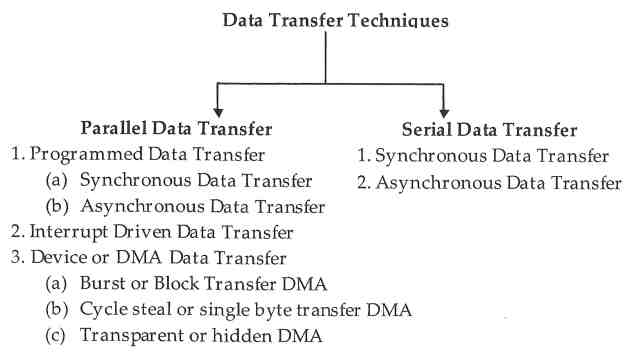 Data Transfer Techniques
Parallel Data Transfer
1. Programmed Data Transfer
(a) Synchronous Data Transfer
(b) Asynchronous Data Transfer
2. Interrupt Driven Data Transfer
3. Device or DMA Data Transfer
(a) Burst or Block Transfer DMA
(b) Cycle steal or single byte transfer DMA
(c) Transparent or hidden DMA
Serial Data Transfer
1. Synchronous Data Transfer
2. Asynchronous Data Transfer